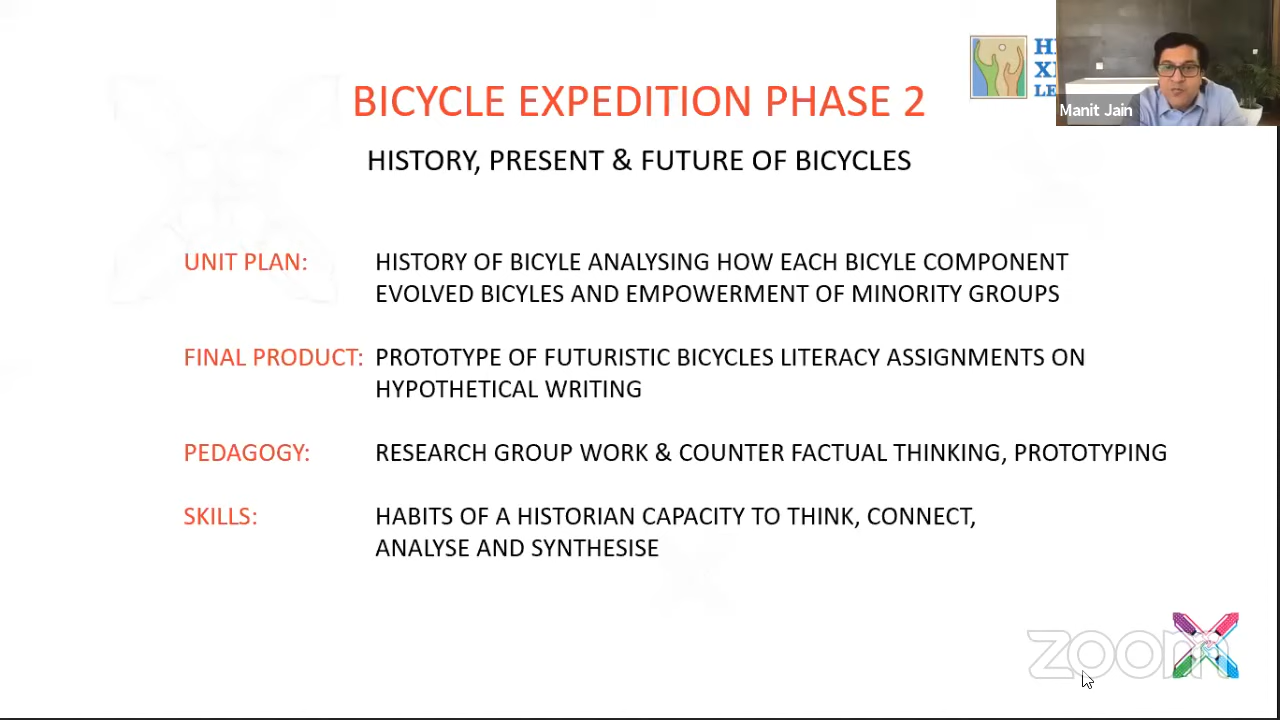 BICYCLE EXPEDITION PHASE 2
Manit Jain
HISTORY, PRESENT & FUTURE OF BICYCLES
UNIT PLAN: HISTORY OF BICYLE ANALYSING HOW EACH BICYLE COMPONENT
EVOLVED BICYLES AND EMPOWERMENT OF MINORITY GROUPS
FINAL PRODUCT: PROTOTYPE OF FUTURISTIC BICYCLES LITERACY ASSIGNMENTS ON
HYPOTHETICAL WRITING
PEDAGOGY: RESEARCH GROUP WORK & COUNTER FACTUAL THINKING, PROTOTYPING
SKILLS: HABITS OF A HISTORIAN CAPACITY TO THINK, CONNECT,
ANALYSE AND SYNTHESISE
zoom